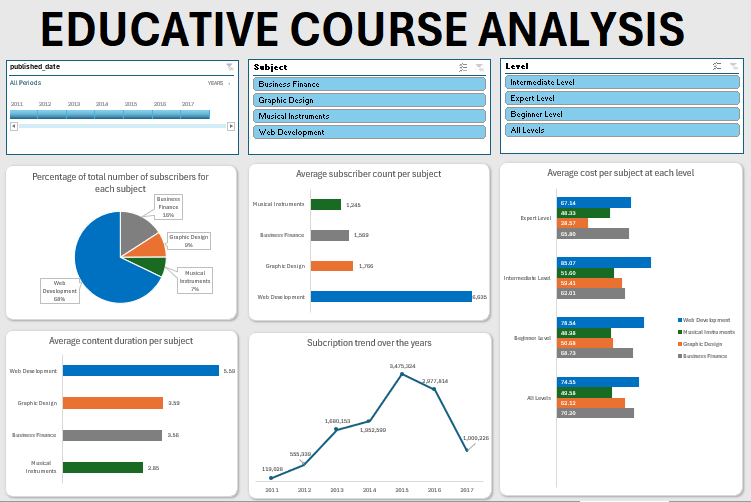 EDUCATIVE COURSE ANALYSIS
published_date
All Periods
YEARS
2011 2012 2013 2014 2015 2016 2017
Subject
Business Finance
Graphic Design
Musical Instruments
Web Development
Level
Intermediate Level
Expert Level
Beginner Level
All Levels
Percentage of total number of subscribers for
each subject
Business
Finance
16%
Graphic Design
9%
Musical
Instruments
7%
Web
Development
68%
Average subscriber count per subject
Musical Instruments 1,245
Business Finance 1,569
Graphic Design 1,766
Web Development 6,635
Average cost per subject at each level
Expert Level
67.14
48.33
28.57
65.80
Intermediate Level
85.07
51.60
59.41
62.01
Beginner Level
78.54
48.98
50.68
68.73
All Levels
74.55
49.58
62.12
70.20
Web Development
Musical Instruments
Graphic Design
Business Finance
Average content duration per subject
Web Development 5.59
Graphic Design 3.59
Business Finance 3.56
Musical
Instruments
2.85
Subcription trend over the years
119,028
555,339
1,680,153
1,952,599
3,475,324
2,977,814
1,000,226
2011 2012 2013 2014 2015 2016 2017